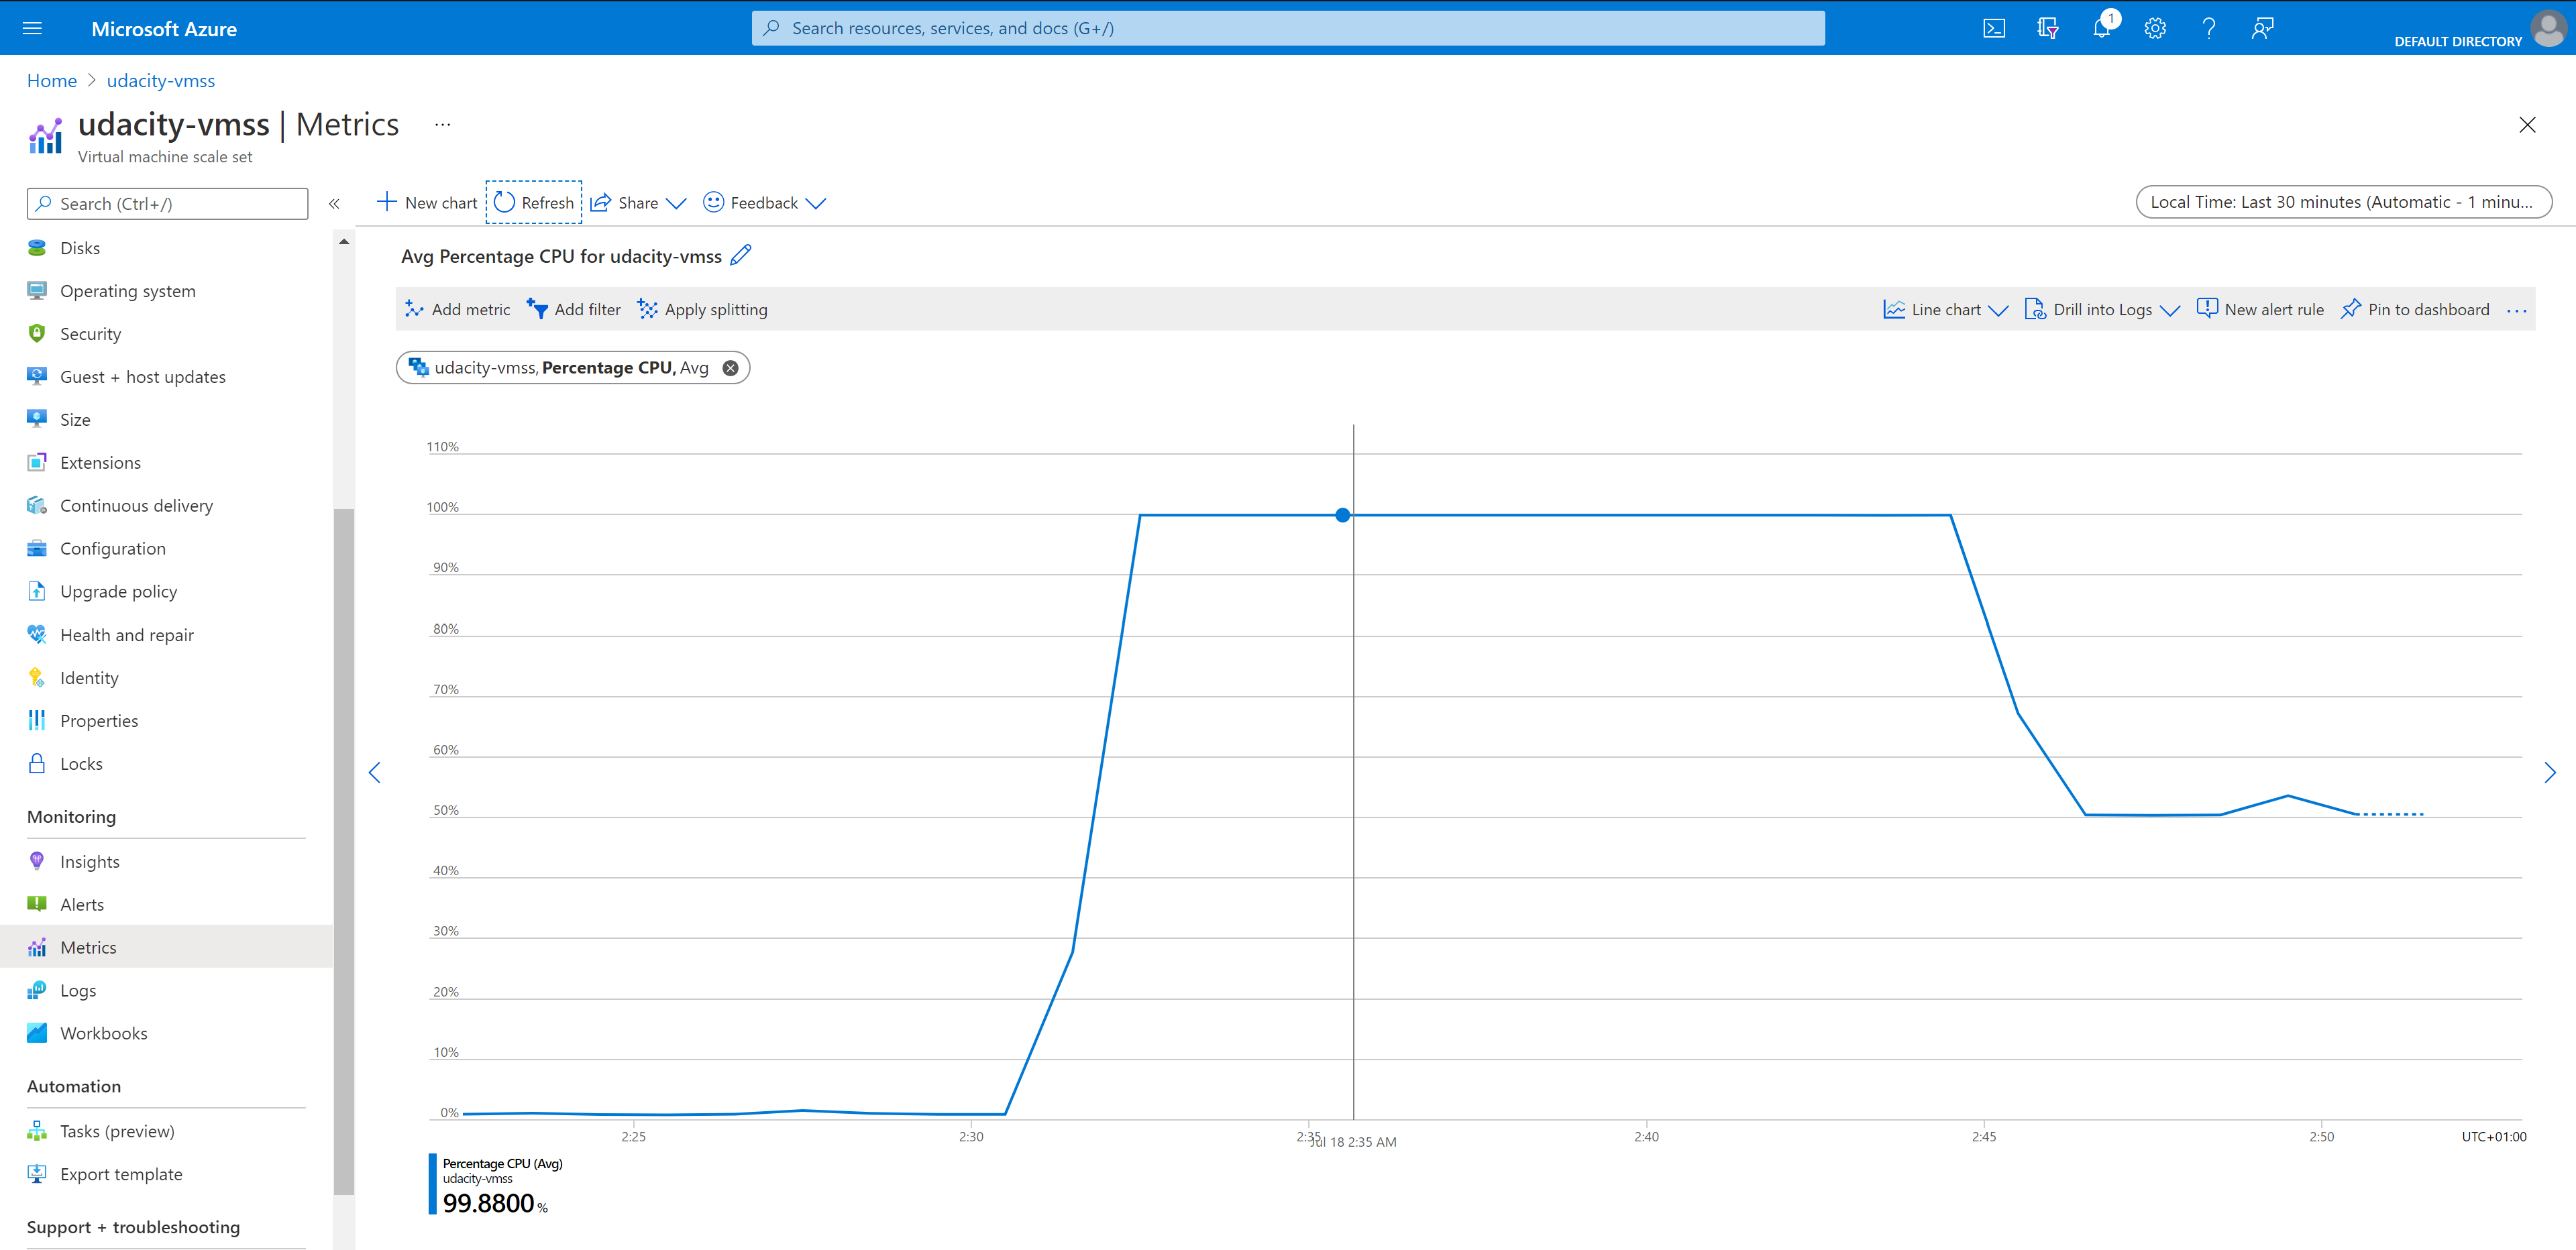 Microsoft Azure
Search resources, services, and docs (G+/)
1
DEFAULT DIRECTORY
Home > udacity-vmss
udacity-vmss | Metrics ...
Virtual machine scale set
Search (Ctrl+/)
«
New chart
Refresh
Share
Feedback
Local Time: Last 30 minutes (Automatic - 1 minu...
Disks
Operating system
Security
Guest + host updates
Size
Extensions
Continuous delivery
Configuration
Upgrade policy
Health and repair
Identity
Properties
Locks
Monitoring
Insights
Alerts
Metrics
Logs
Workbooks
Automation
Tasks (preview)
Export template
Support + troubleshooting
Avg Percentage CPU for udacity-vmss
Add metric
Add filter
Apply splitting
Line chart
Drill into Logs
New alert rule
Pin to dashboard
...
udacity-vmss, Percentage CPU, Avg
110%
100%
90%
80%
70%
60%
50%
40%
30%
20%
10%
0%
2:25
2:30
2:35
Jul 18 2:35 AM
2:40
2:45
2:50
UTC+01:00
Percentage CPU (Avg)
udacity-vmss
99.8800 %